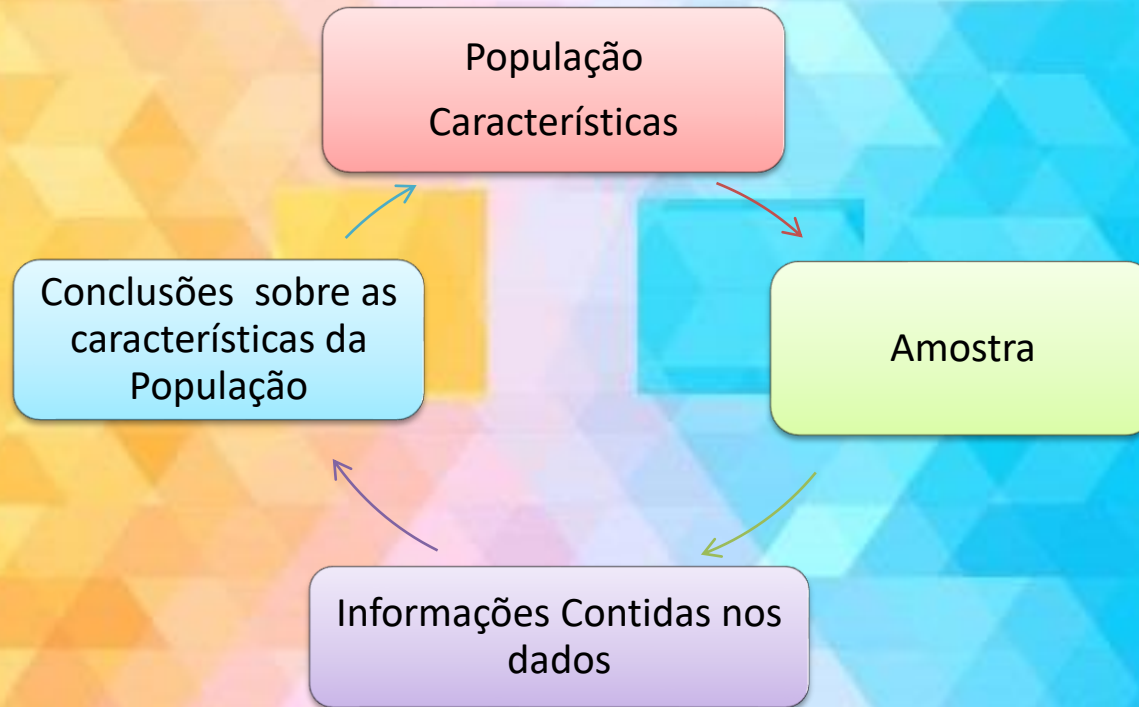 População
Características
Amostra
Informações Contidas nos
dados
Conclusões sobre as
características da
População